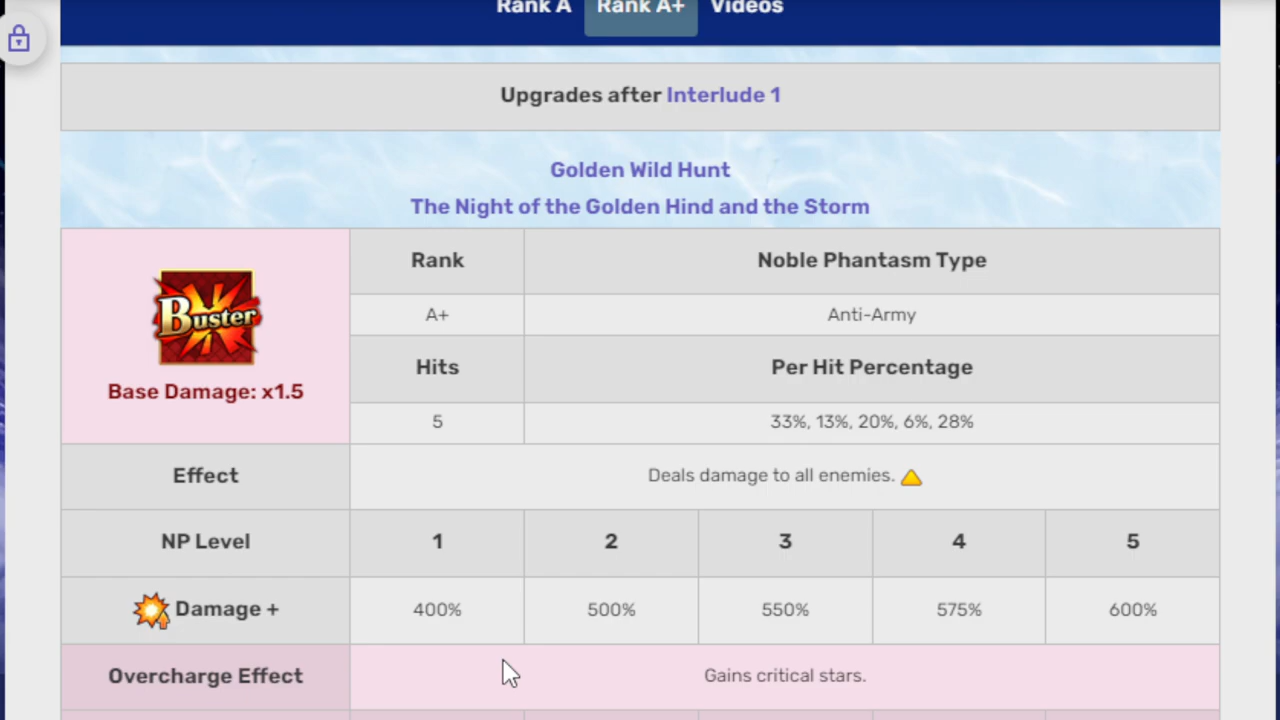 Rank A Rank A+ Videos
Upgrades after Interlude 1
Golden Wild Hunt
The Night of the Golden Hind and the Storm
Buster
Base Damage: x1.5
Rank Noble Phantasm Type
A+ Anti-Army
Hits Per Hit Percentage
5 33%, 13%, 20%, 6%, 28%
Effect Deals damage to all enemies.
NP Level 1 2 3 4 5
Damage + 400% 500% 550% 575% 600%
Overcharge Effect Gains critical stars.